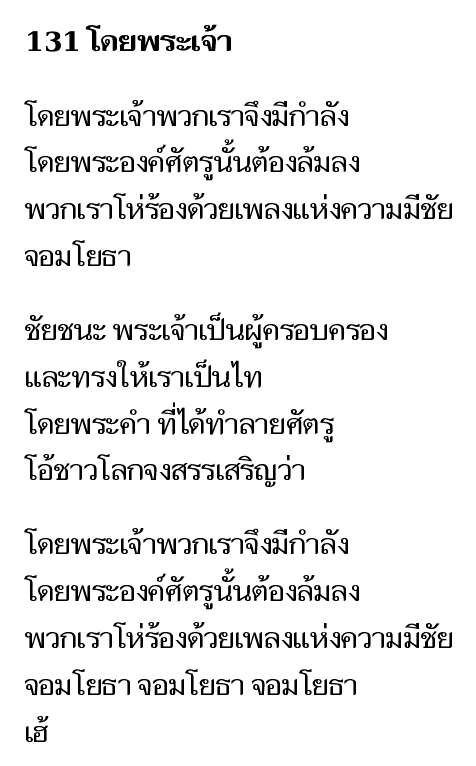 131 โดยพระเจ้า
โดยพระเจ้าพวกเราจึงมีกำลัง
โดยพระองค์ศัตรูนั้นต้องล้มลง
พวกเราโห่ร้องด้วยเพลงแห่งความมีชัย
จอมโยธา
ชัยชนะ พระเจ้าเป็นผู้ครอบครอง
และทรงให้เราเป็นไท
โดยพระคำ ที่ได้ทำลายศัตรู
โอ้ชาวโลกจงสรรเสริญว่า
โดยพระเจ้าพวกเราจึงมีกำลัง
โดยพระองค์ศัตรูนั้นต้องล้มลง
พวกเราโห่ร้องด้วยเพลงแห่งความมีชัย
จอมโยธา จอมโยธา จอมโยธา
เฮ้